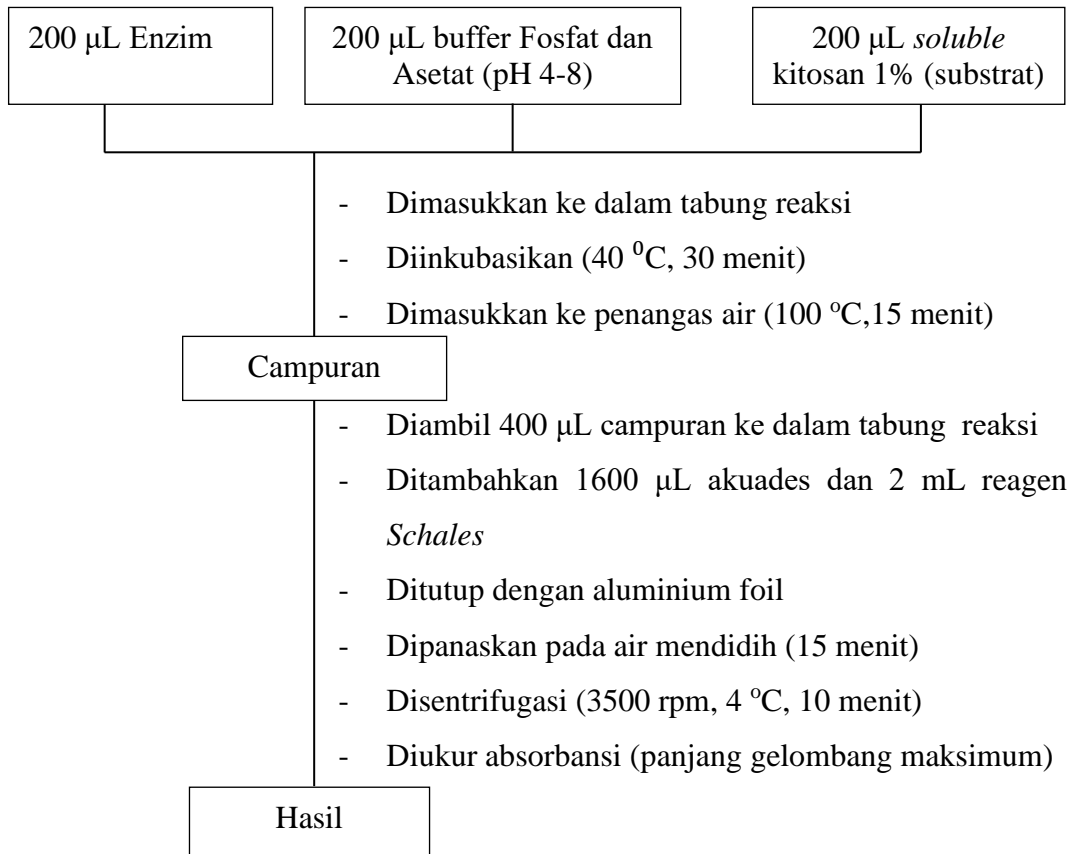 200 μL Enzim
200 μL buffer Fosfat dan
Asetat (pH 4-8)
200 μL soluble
kitosan 1% (substrat)
- Dimasukkan ke dalam tabung reaksi
- Diinkubasikan (40 ⁰C, 30 menit)
- Dimasukkan ke penangas air (100 ºC,15 menit)
Campuran
- Diambil 400 μL campuran ke dalam tabung reaksi
- Ditambahkan 1600 μL akuades dan 2 mL reagen
Schales
- Ditutup dengan aluminium foil
- Dipanaskan pada air mendidih (15 menit)
- Disentrifugasi (3500 rpm, 4 ºC, 10 menit)
- Diukur absorbansi (panjang gelombang maksimum)
Hasil